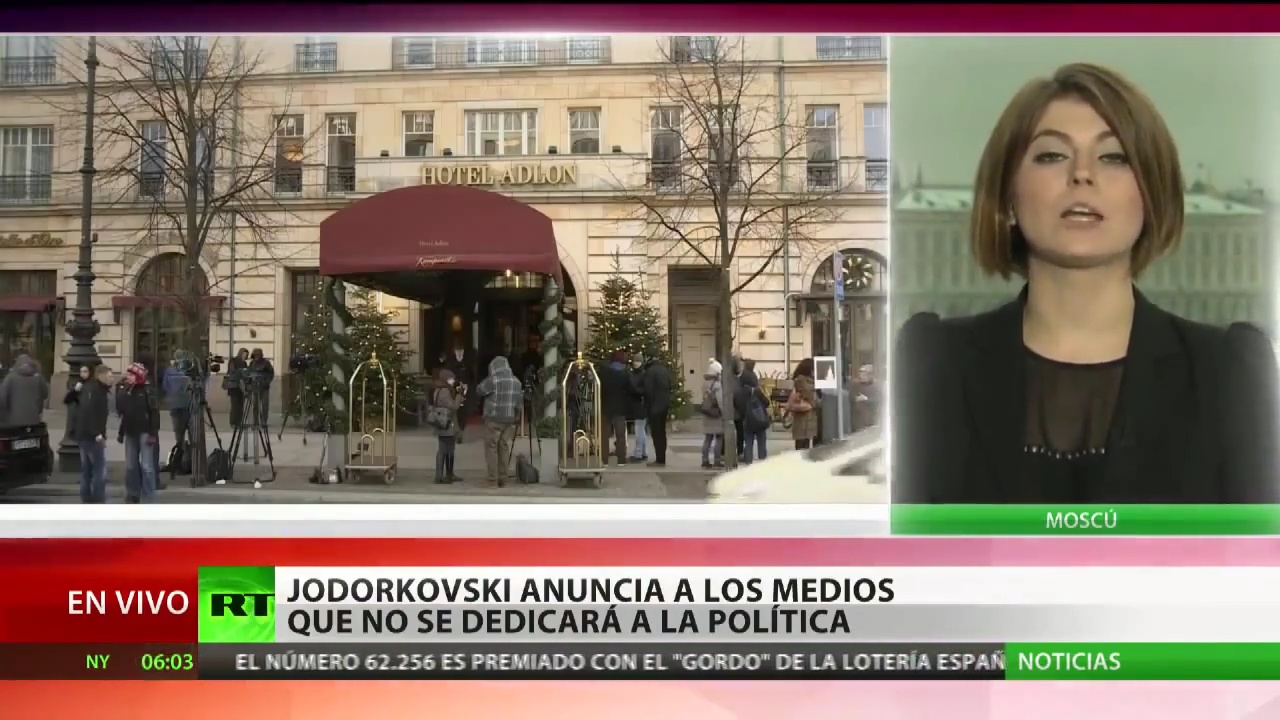 HOTEL ADLON
Hotel Adlon
Kempinski
MOSCÚ
EN VIVO
RT
JODORKOVSKI ANUNCIA A LOS MEDIOS
QUE NO SE DEDICARÁ A LA POLÍTICA
NY 06:03
EL NÚMERO 62.256 ES PREMIADO CON EL "GORDO" DE LA LOTERÍA ESPAÑ
NOTICIAS